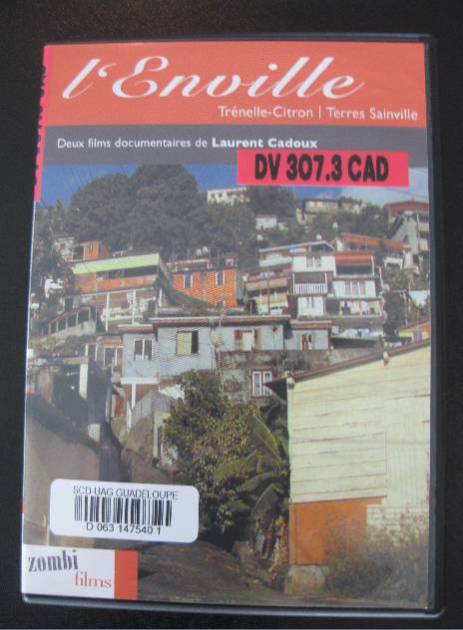 l'Enville
Trénelle-Citron | Terres Sainville
Deux films documentaires de Laurent Cadoux
DV 307.3 CAD
SCD-UAG GUADELOUPE
D 063 147540 1
zombi
films